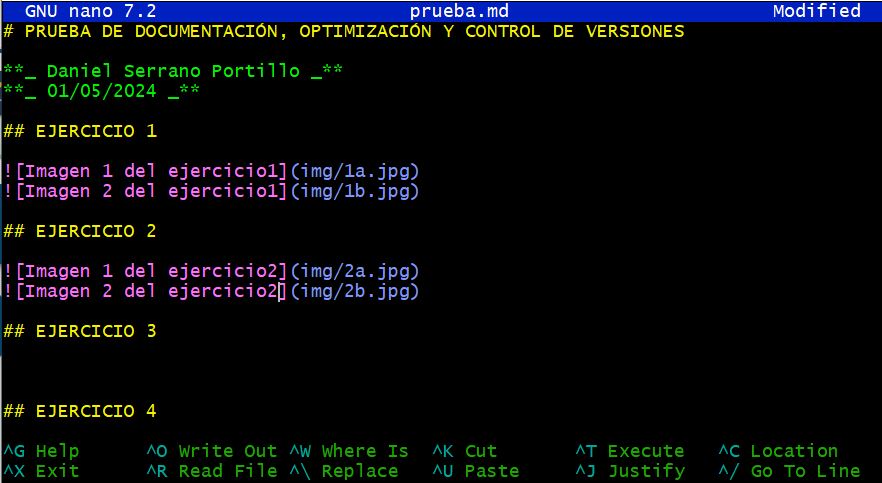 GNU nano 7.2 prueba.md Modified
# PRUEBA DE DOCUMENTACIÓN, OPTIMIZACIÓN Y CONTROL DE VERSIONES
**_ Daniel Serrano Portillo _**
**_ 01/05/2024 _**
## EJERCICIO 1
![Imagen 1 del ejercicio1](img/1a.jpg)
![Imagen 2 del ejercicio1](img/1b.jpg)
## EJERCICIO 2
![Imagen 1 del ejercicio2](img/2a.jpg)
![Imagen 2 del ejercicio2](img/2b.jpg)
## EJERCICIO 3
## EJERCICIO 4
^G Help ^O Write Out ^W Where Is ^K Cut ^T Execute ^C Location
^X Exit ^R Read File ^\ Replace ^U Paste ^J Justify ^/ Go To Line